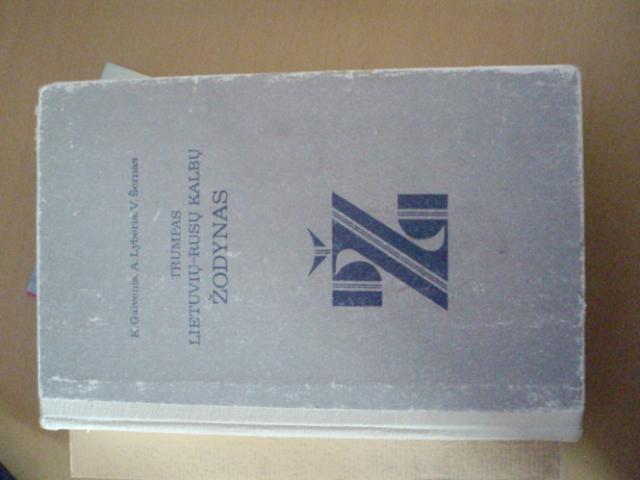 K. Gaivenis, A. Lyberis, V. Šernas
TRUMPAS
LIETUVIŲ-RUSŲ KALBŲ
ŽODYNAS
Ž